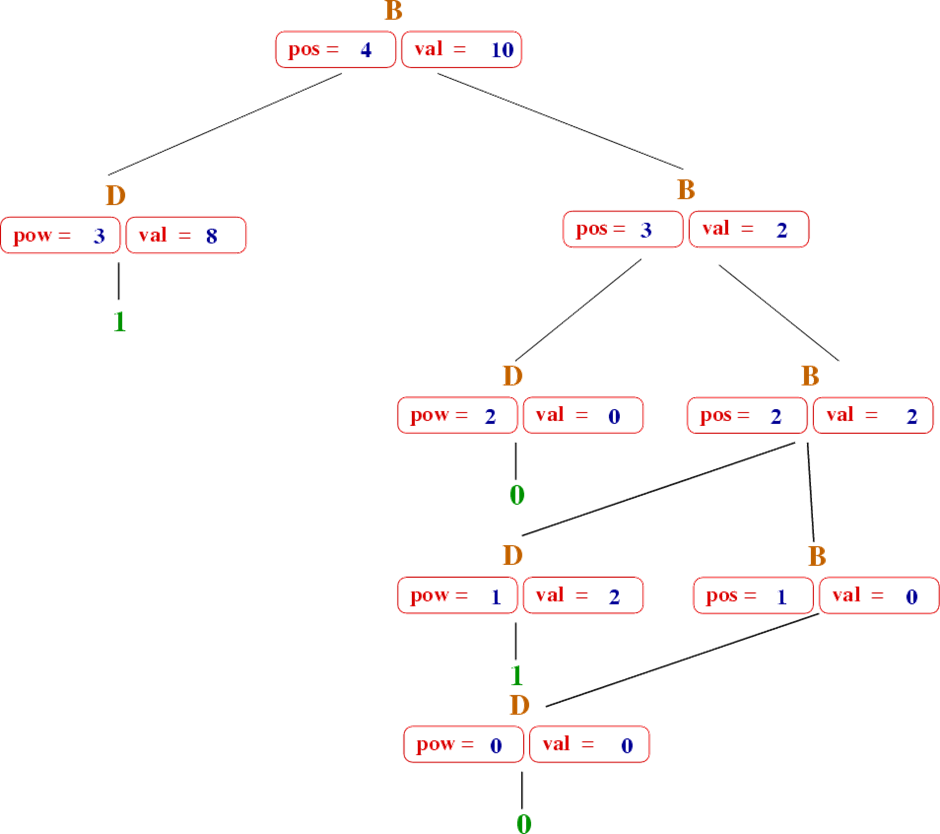 B
pos = 4 val = 10
D B
pow = 3 val = 8 pos = 3 val = 2
1
D B
pow = 2 val = 0 pos = 2 val = 2
0
D B
pow = 1 val = 2 pos = 1 val = 0
1
D
pow = 0 val = 0
0